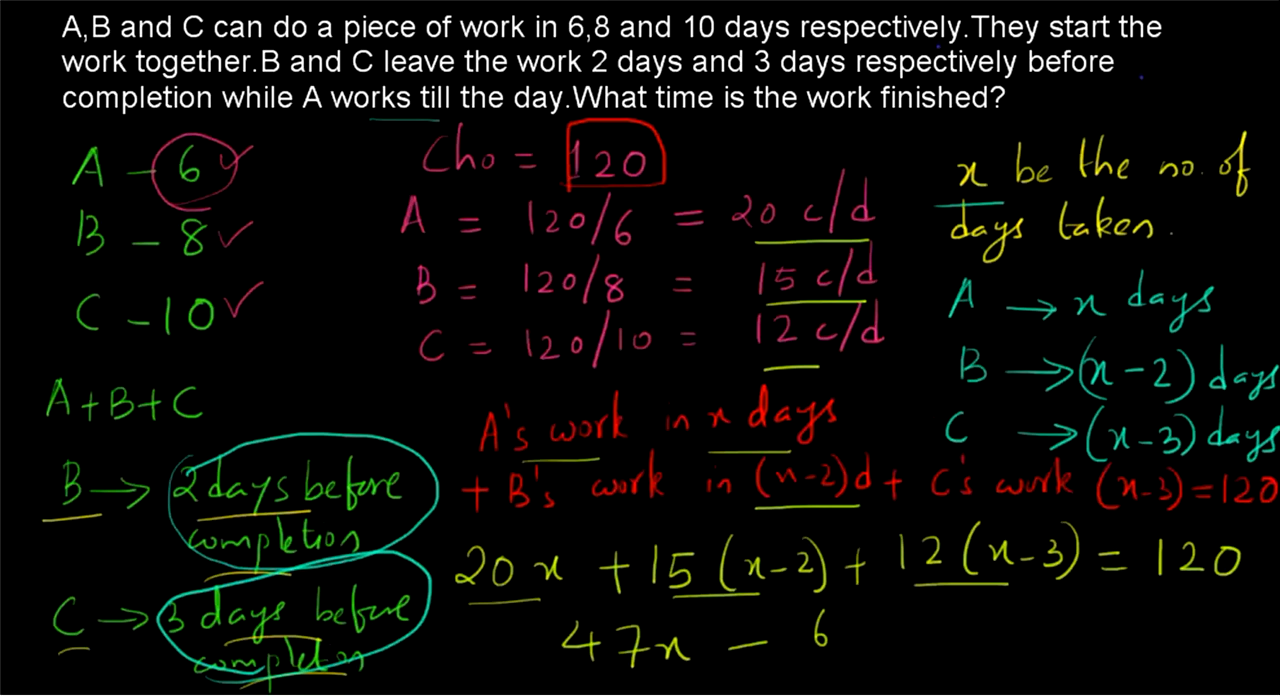 A,B and C can do a piece of work in 6,8 and 10 days respectively.They start the
work together.B and C leave the work 2 days and 3 days respectively before
completion while A works till the day.What time is the work finished?
A - 6 ✓
B - 8 ✓
C - 10 ✓
A+B+C
B → 2 days before
completion
C → 3 days before
completion
Cho = 120
A = 120/6 = 20 c/d
B = 120/8 = 15 c/d
C = 120/10 = 12 c/d
x be the no. of
days taken.
A → x days
B → (x-2) days
C → (x-3) days
A's work in x days
+ B's work in (x-2)d + C's work (x-3) = 120
20x + 15(x-2) + 12(x-3) = 120
47x - 6